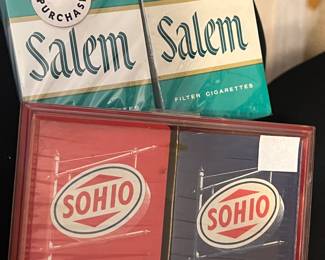 PURCHAS
Salem
Salem
FILTER CIGARETTES
SOHIO
SOHIO